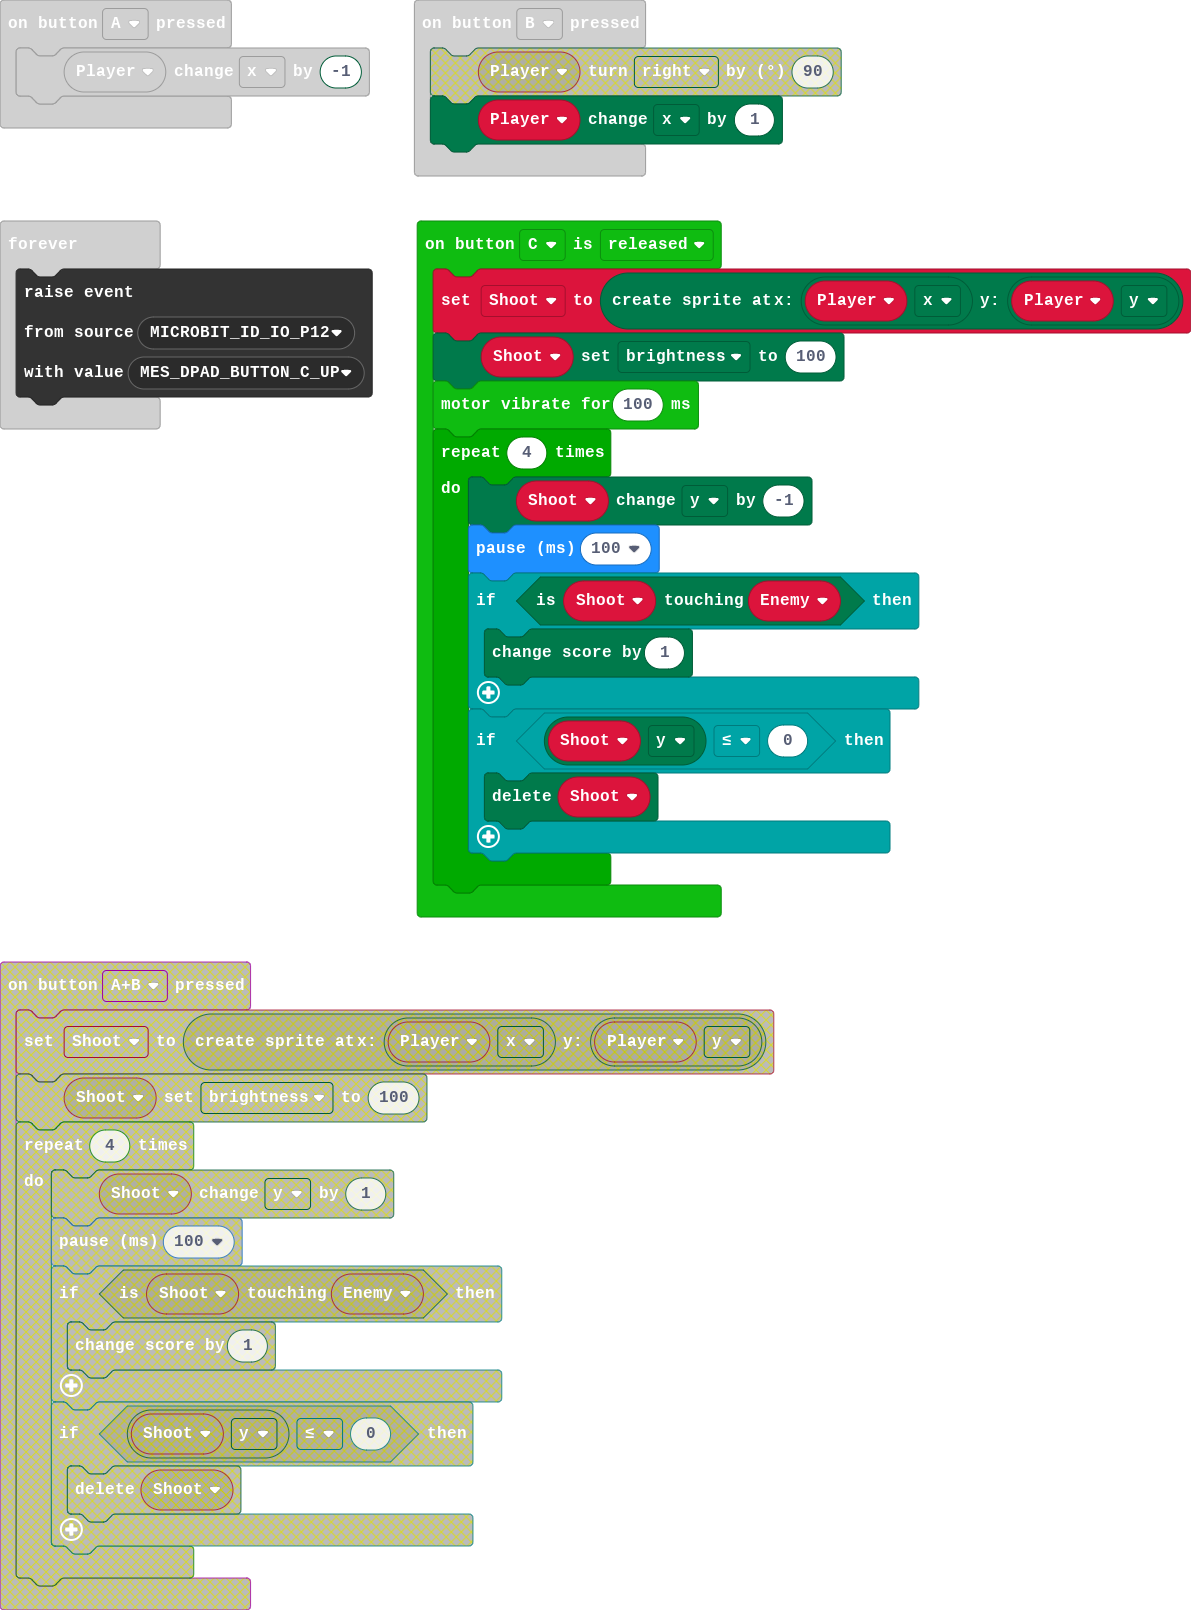 on button A pressed
Player change x by -1
on button B pressed
Player turn right by (°) 90
Player change x by 1
forever
raise event
from source MICROBIT_ID_IO_P12
with value MES_DPAD_BUTTON_C_UP
on button C is released
set Shoot to create sprite at x: Player x y: Player y
Shoot set brightness to 100
motor vibrate for 100 ms
repeat 4 times
do Shoot change y by -1
pause (ms) 100
if is Shoot touching Enemy then
change score by 1
if Shoot y ≤ 0 then
delete Shoot
on button A+B pressed
set Shoot to create sprite at x: Player x y: Player y
Shoot set brightness to 100
repeat 4 times
do Shoot change y by 1
pause (ms) 100
if is Shoot touching Enemy then
change score by 1
if Shoot y ≤ 0 then
delete Shoot